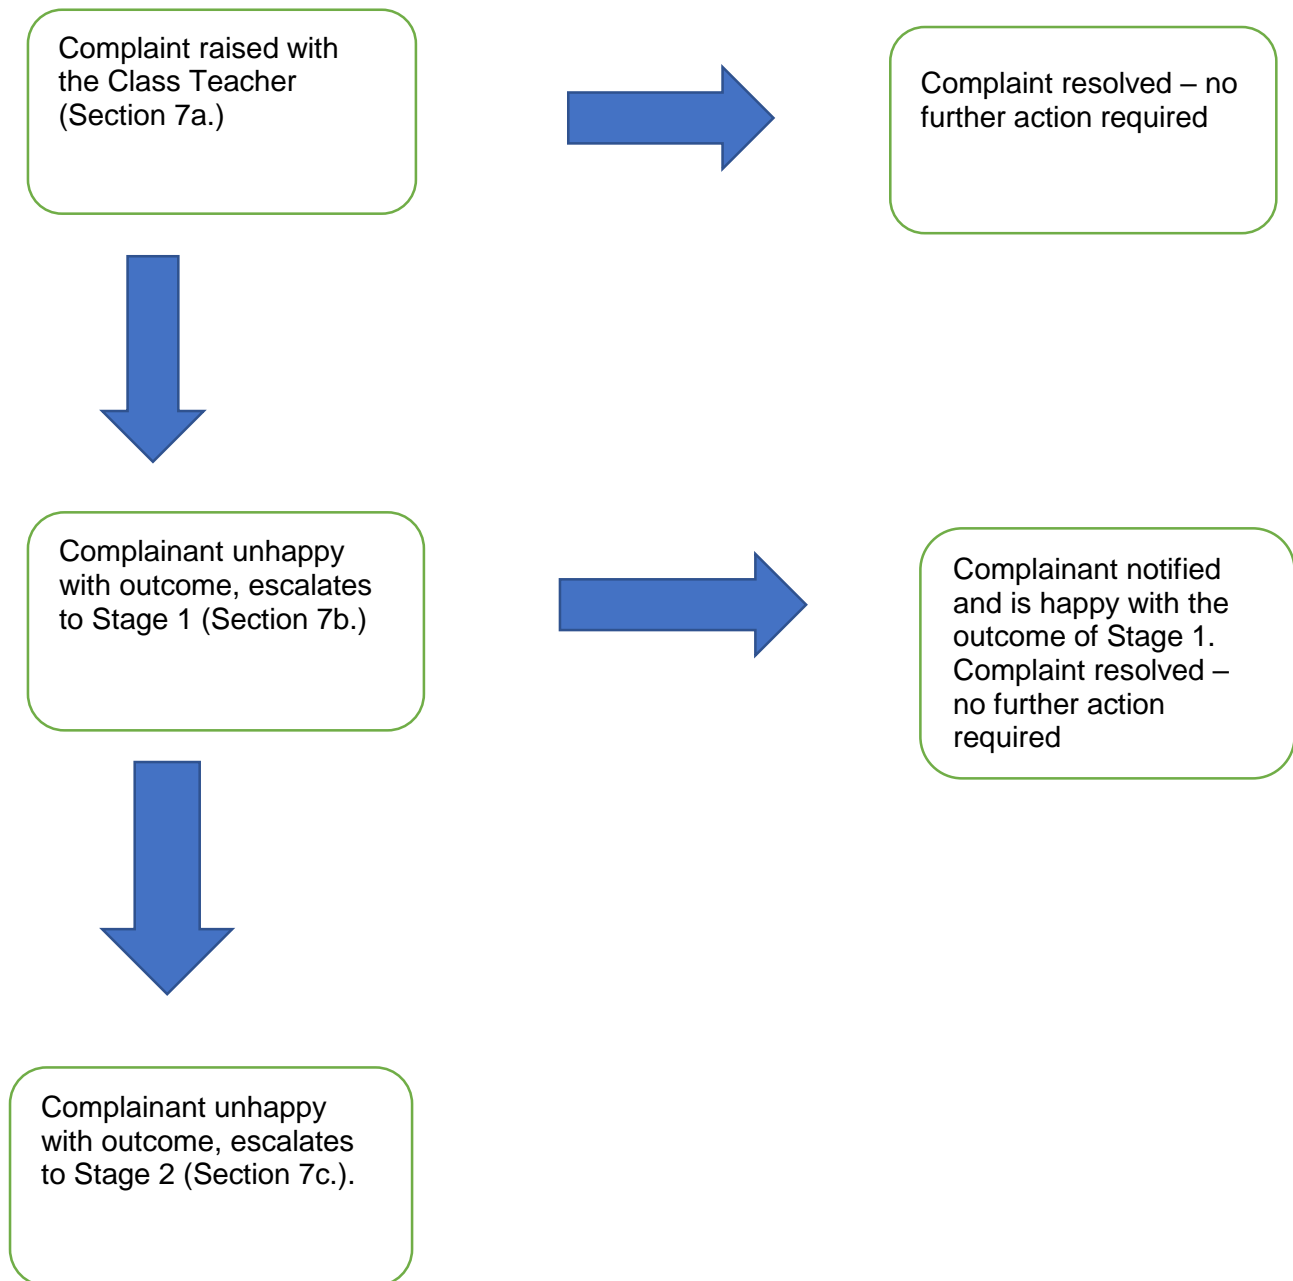 Complaint raised with
the Class Teacher
(Section 7a.)
Complaint resolved – no
further action required
Complainant unhappy
with outcome, escalates
to Stage 1 (Section 7b.)
Complainant notified
and is happy with the
outcome of Stage 1.
Complaint resolved –
no further action
required
Complainant unhappy
with outcome, escalates
to Stage 2 (Section 7c.).